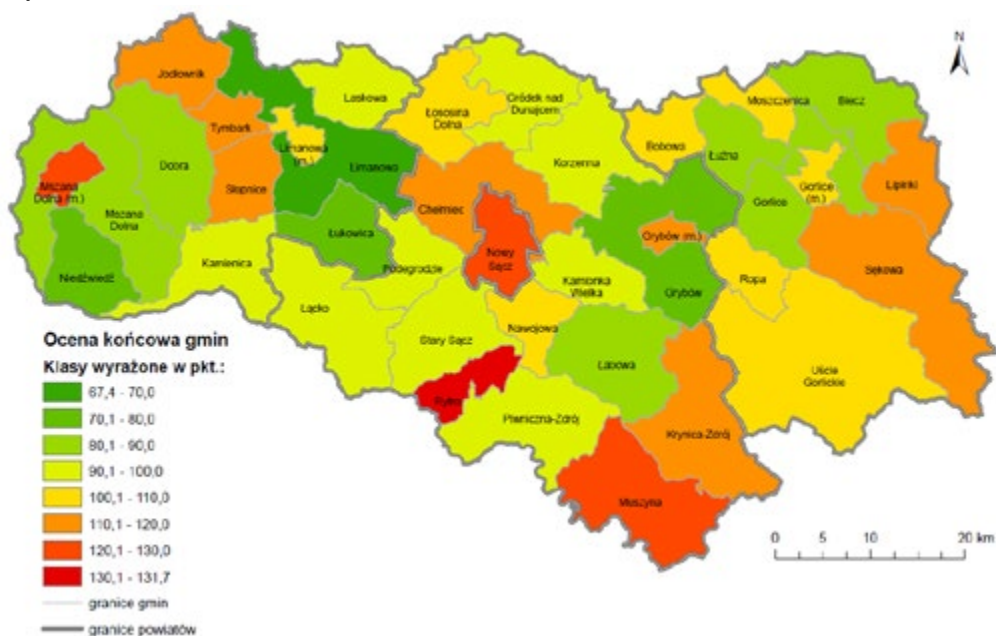 N
Jodłownik
Laskowa
Łososina
Dolna
Gródek nad
Dunajcem
Moszczenica
Biecz
Tymbark
Limanowa
(m.)
Limanowa
Korzenna
Bobowa
Łużna
Dobra
Mszana
Dolna (m.)
Słopnice
Gorlice
Gorlice
(m.)
Lipinki
Chełmiec
Mszana
Dolna
Łukowica
Nowy
Sącz
Grybów (m.)
Niedźwiedź
Kamienica
Podegrodzie
Kamionka
Wielka
Grybów
Ropa
Sękowa
Łącko
Stary Sącz
Nawojowa
Łabowa
Uście
Gorlickie
Rytro
Piwniczna-Zdrój
Krynica-Zdrój
Muszyna
Ocena końcowa gmin
Klasy wyrażone w pkt.:
67,4 - 70,0
70,1 - 80,0
80,1 - 90,0
90,1 - 100,0
100,1 - 110,0
110,1 - 120,0
120,1 - 130,0
130,1 - 131,7
granice gmin
granice powiatów
0 5 10 20 km